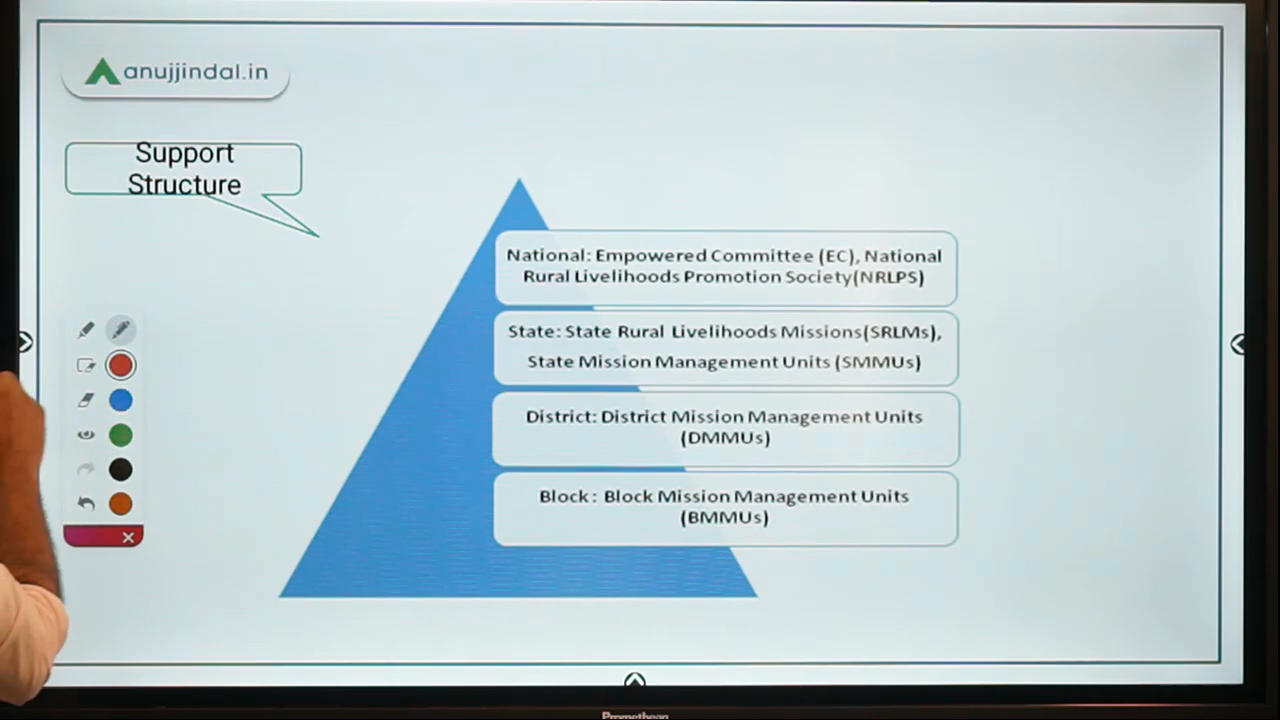 anujjindal.in
Support
Structure
National: Empowered Committee (EC), National
Rural Livelihoods Promotion Society(NRLPS)
State: State Rural Livelihoods Missions(SRLMs),
State Mission Management Units (SMMUs)
District: District Mission Management Units
(DMMUs)
Block : Block Mission Management Units
(BMMUs)
Promethean